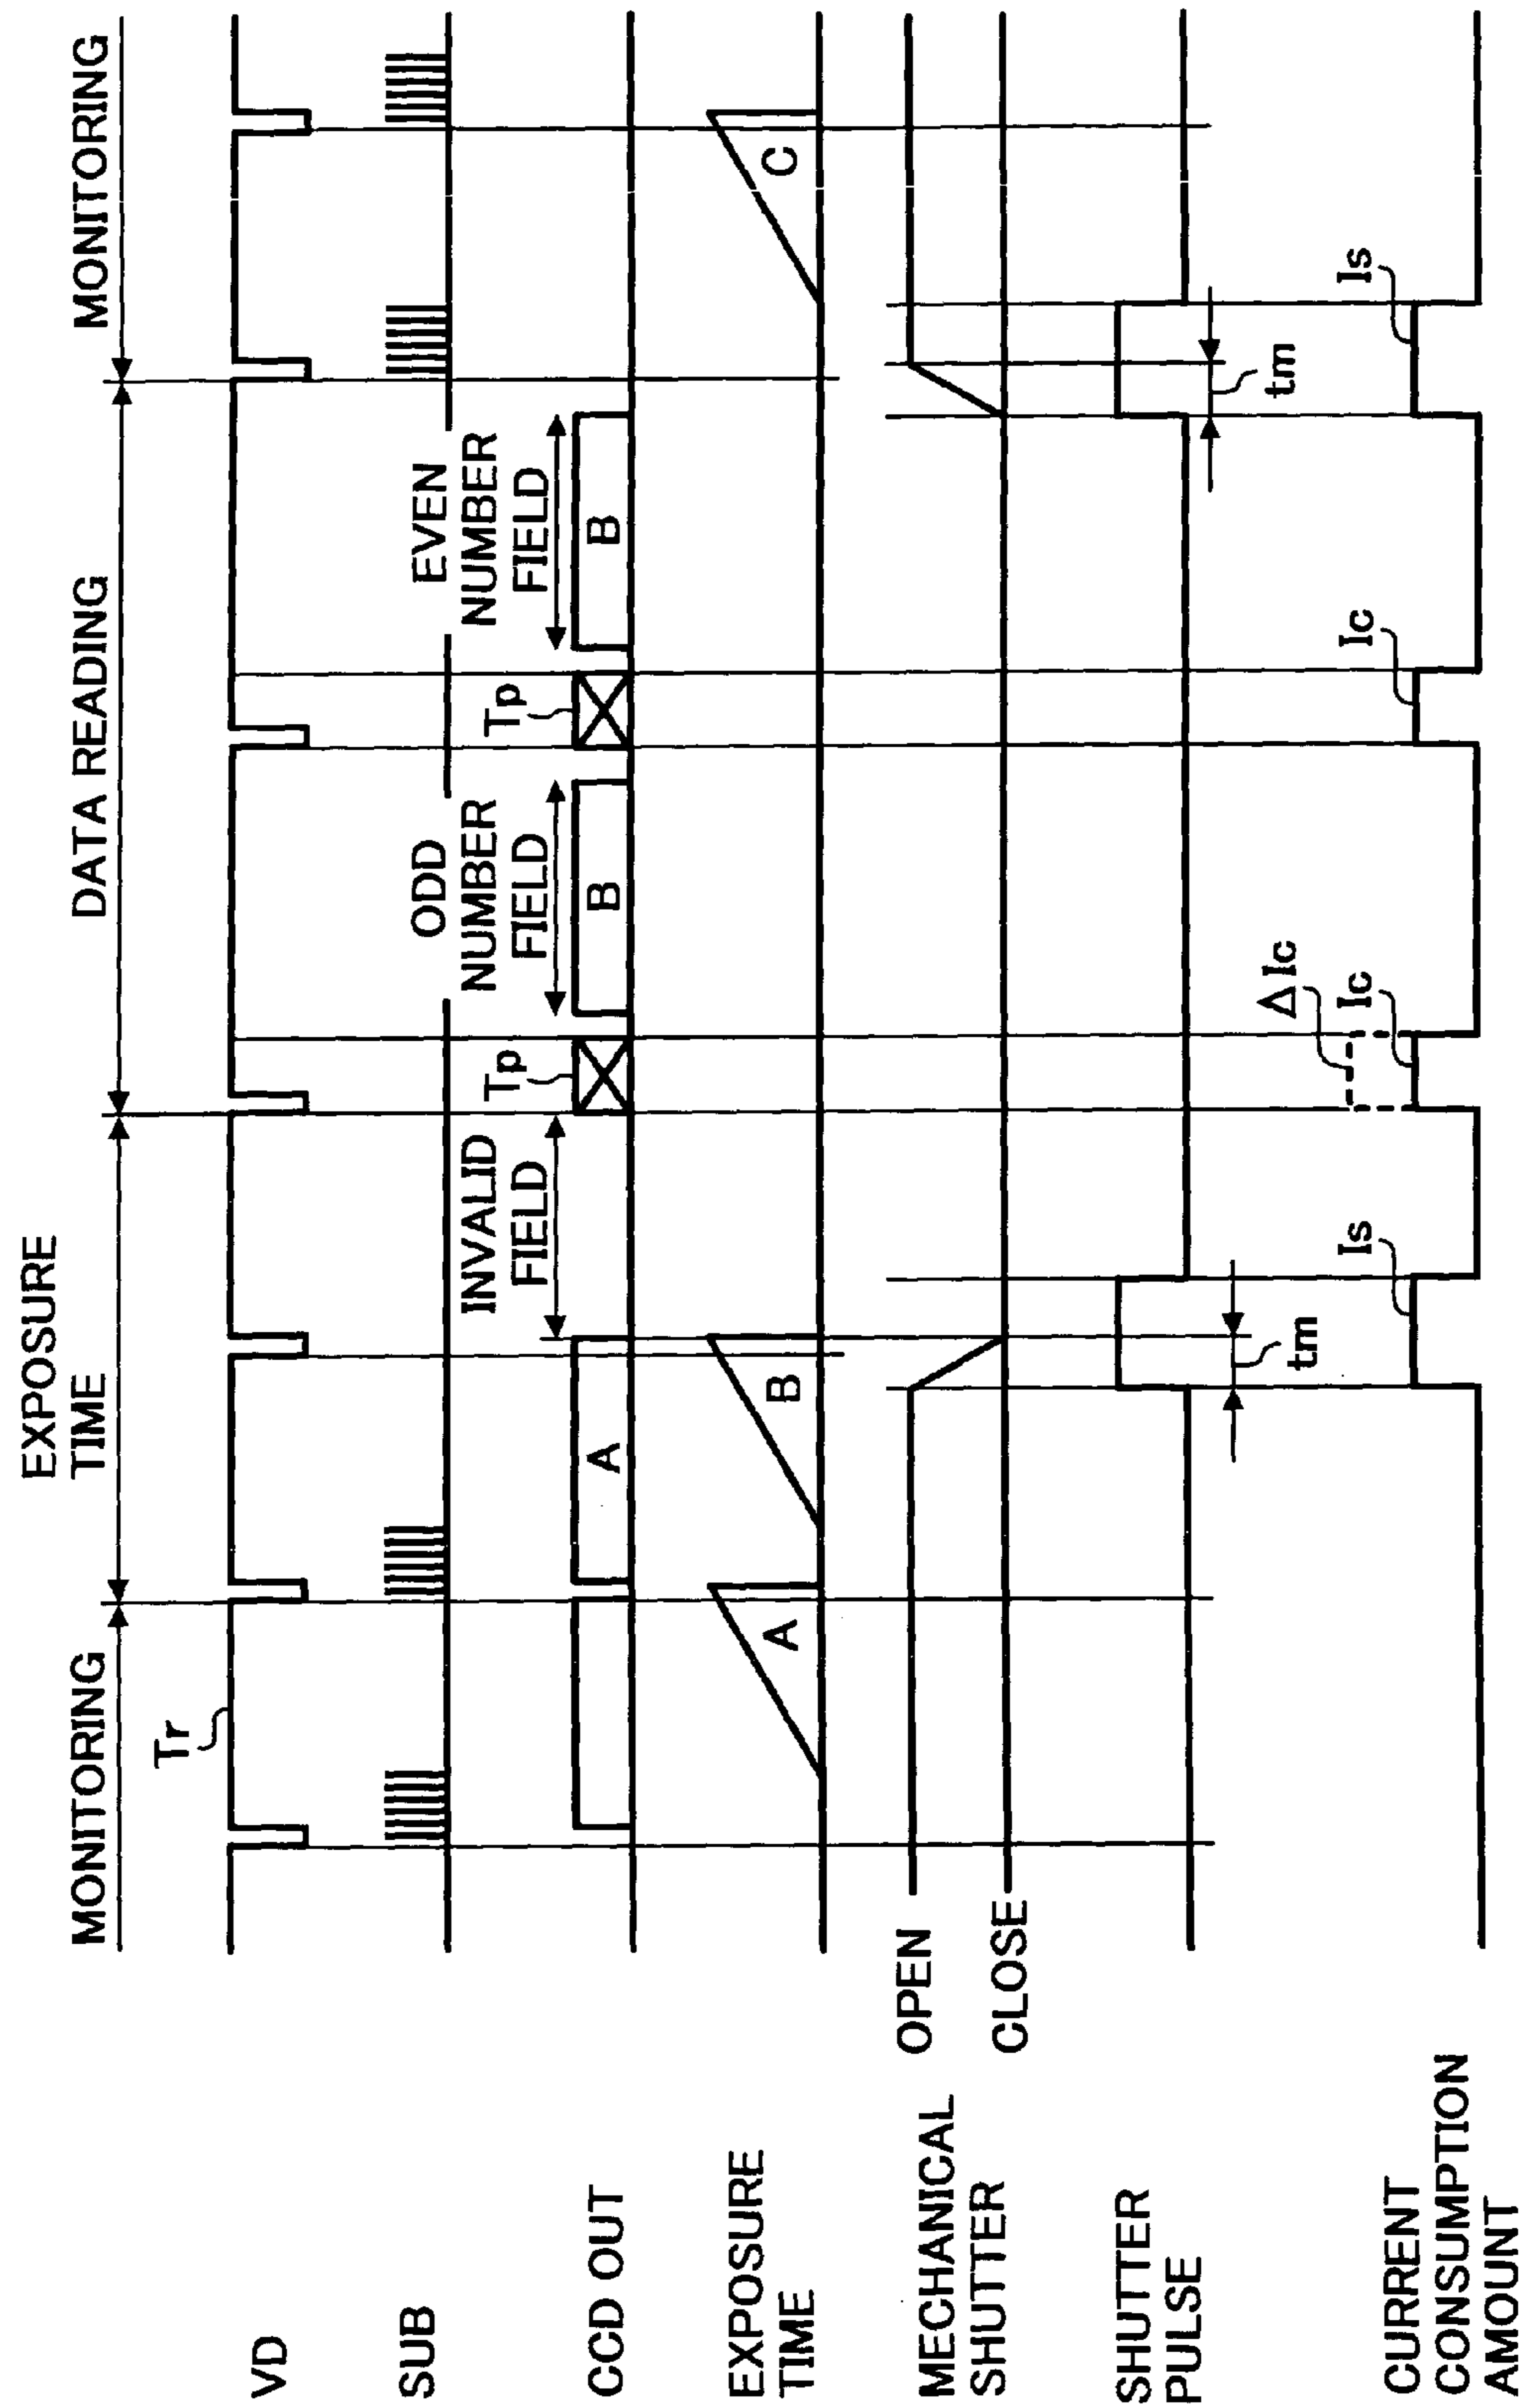 MONITORING
EXPOSURE
TIME
DATA READING
MONITORING
VD
Tr
SUB
INVALID
FIELD
ODD
NUMBER
FIELD
EVEN
NUMBER
FIELD
CCD OUT
A
Tp
B
Tp
B
EXPOSURE
TIME
A
B
C
MECHANICAL
SHUTTER
OPEN
CLOSE
SHUTTER
PULSE
tm
tm
CURRENT
CONSUMPTION
AMOUNT
Is
ΔIc
Ic
Ic
Is